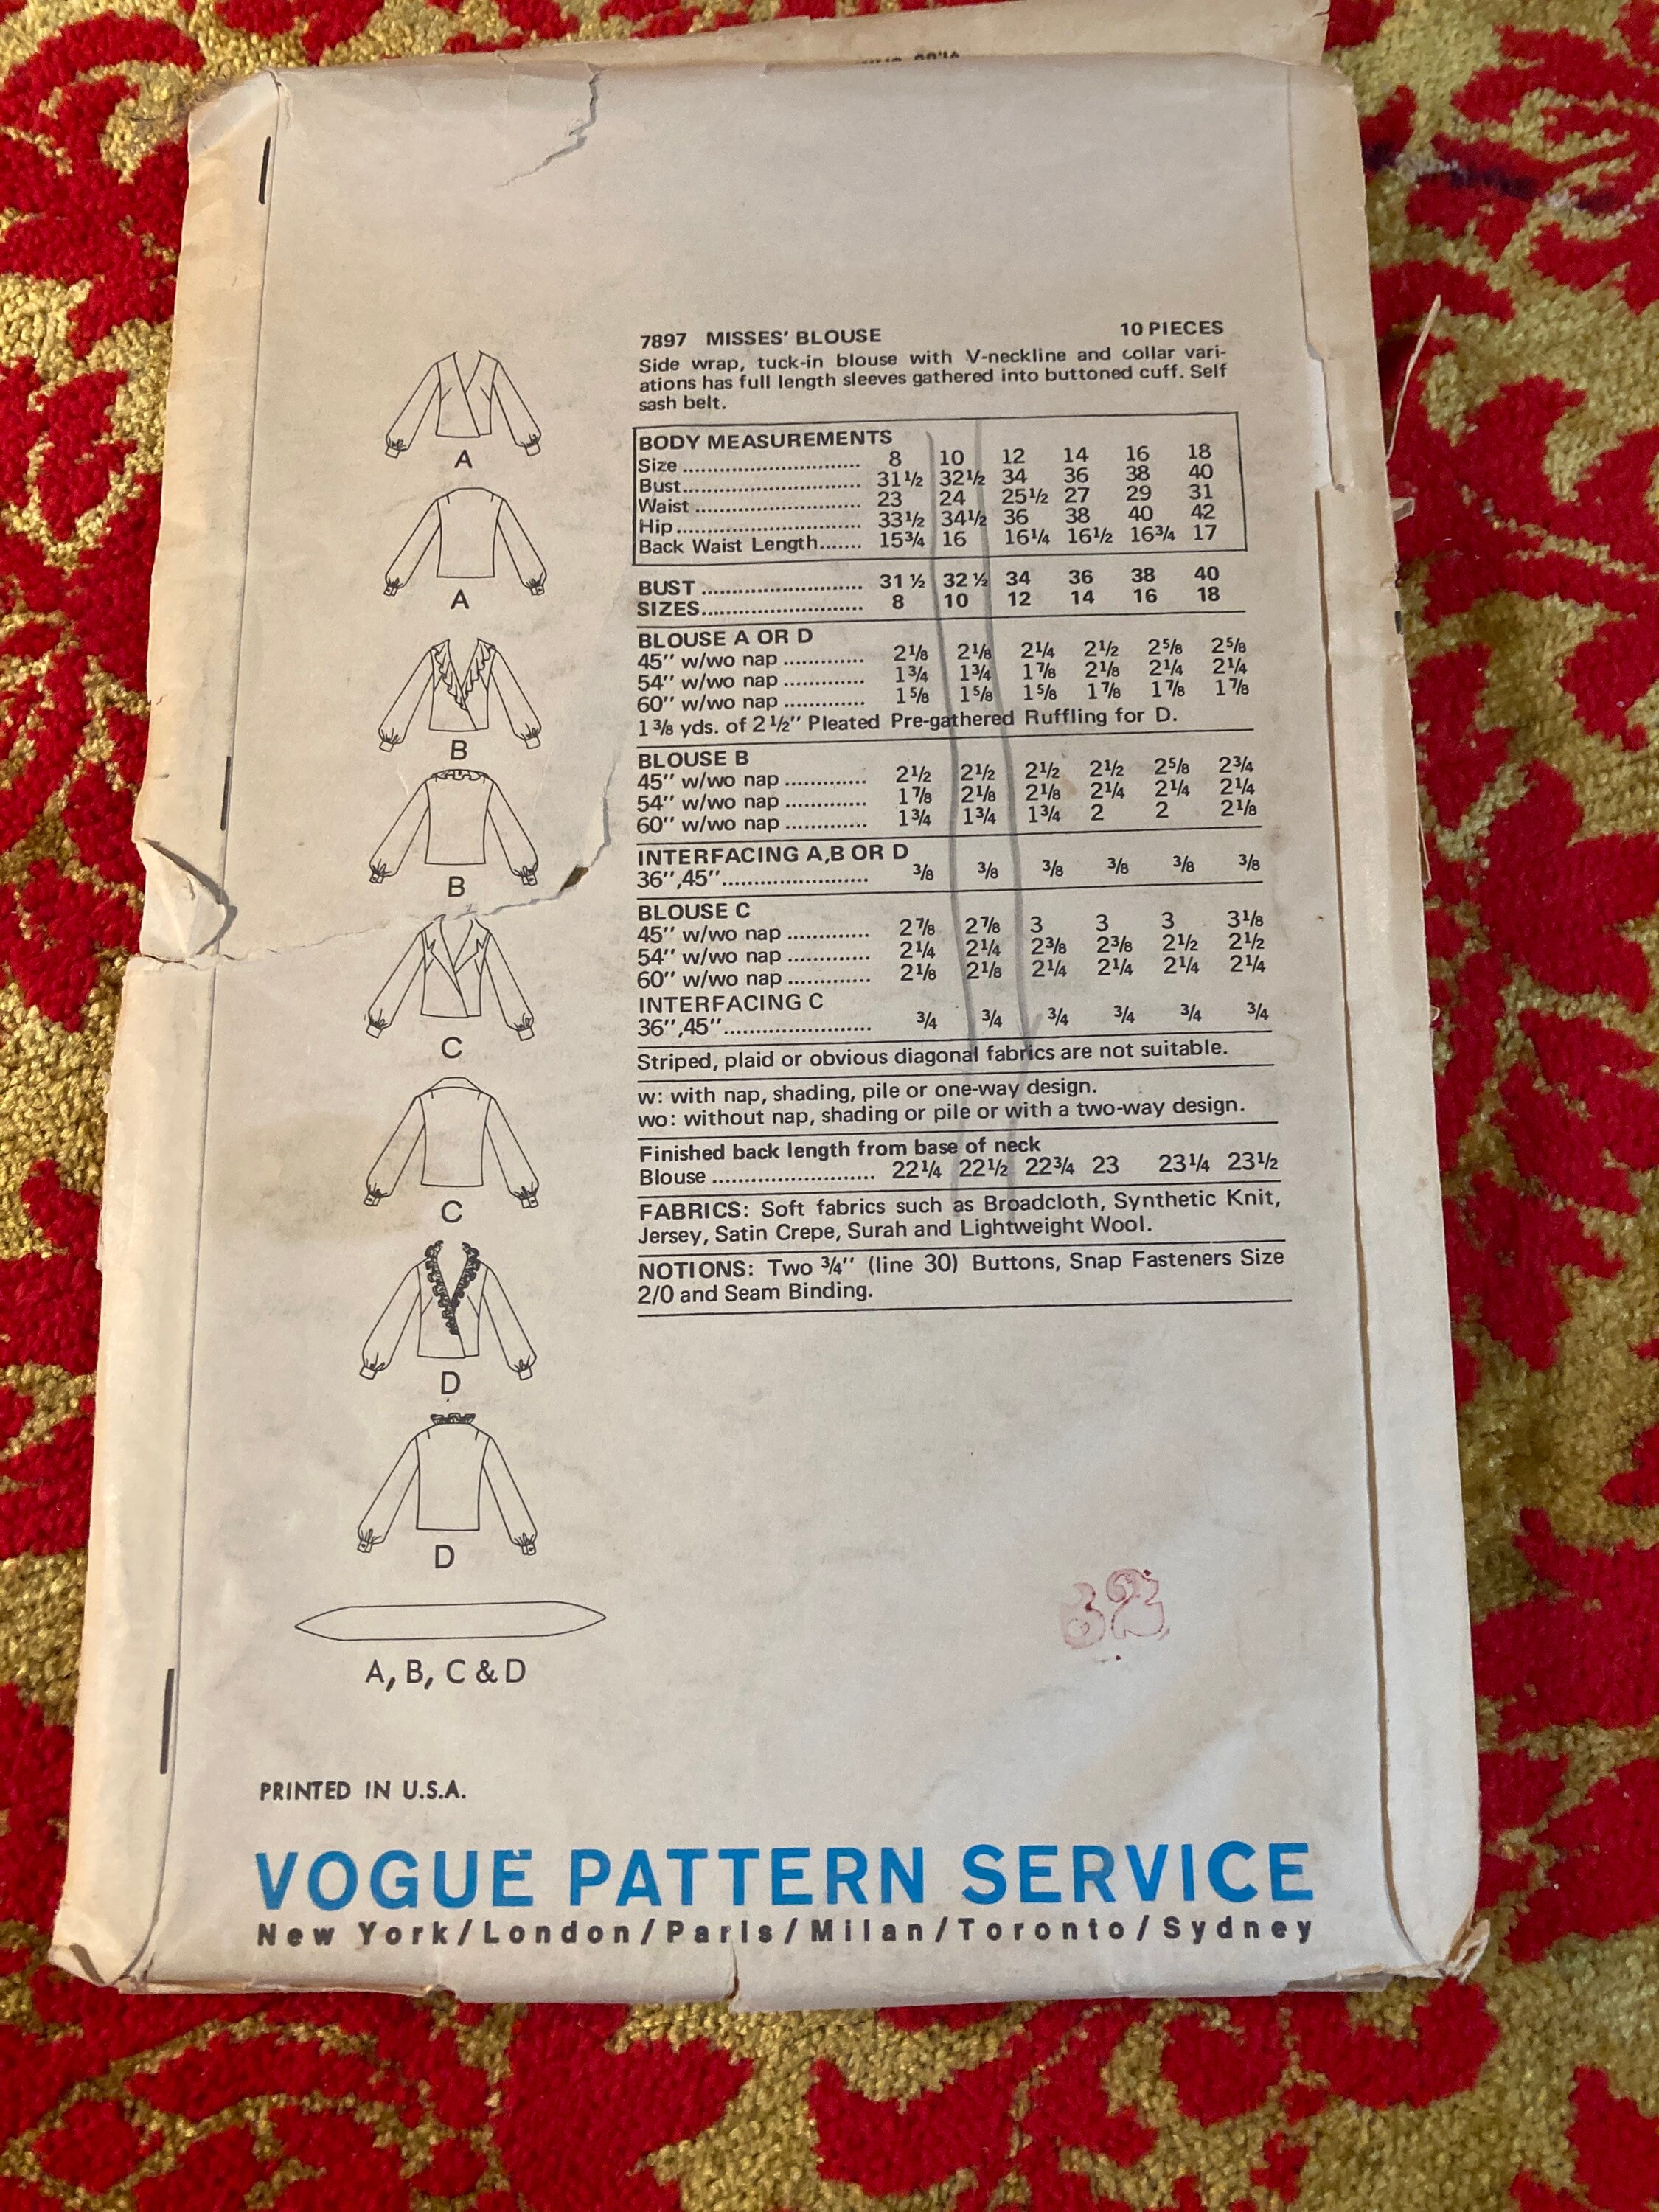 7897 MISSES' BLOUSE 10 PIECES
Side wrap, tuck-in blouse with V-neckline and collar vari-
ations has full length sleeves gathered into buttoned cuff. Self
sash belt.
BODY MEASUREMENTS
Size 8 10 12 14 16 18
Bust 31½ 32½ 34 36 38 40
Waist 23 24 25½ 27 29 31
Hip 33½ 34½ 36 38 40 42
Back Waist Length 15¾ 16 16¼ 16½ 16¾ 17
BUST 31 ½ 32 ½ 34 36 38 40
SIZES 8 10 12 14 16 18
BLOUSE A OR D
45" w/wo nap 2⅛ 2⅛ 2¼ 2½ 2⅝ 2⅝
54" w/wo nap 1¾ 1¾ 1⅞ 2⅛ 2¼ 2¼
60" w/wo nap 1⅝ 1⅝ 1⅝ 1⅞ 1⅞ 1⅞
1⅜ yds. of 2½" Pleated Pre-gathered Ruffling for D.
BLOUSE B
45" w/wo nap 2½ 2½ 2½ 2½ 2⅝ 2¾
54" w/wo nap 1⅞ 2⅛ 2⅛ 2¼ 2¼ 2¼
60" w/wo nap 1¾ 1¾ 1¾ 2 2 2⅛
INTERFACING A,B OR D
36",45" ⅜ ⅜ ⅜ ⅜ ⅜ ⅜
BLOUSE C
45" w/wo nap 2⅞ 2⅞ 3 3 3 3⅛
54" w/wo nap 2¼ 2¼ 2⅜ 2⅜ 2½ 2½
60" w/wo nap 2⅛ 2⅛ 2¼ 2¼ 2¼ 2¼
INTERFACING C
36",45" ¾ ¾ ¾ ¾ ¾ ¾
Striped, plaid or obvious diagonal fabrics are not suitable.
w: with nap, shading, pile or one-way design.
wo: without nap, shading or pile or with a two-way design.
Finished back length from base of neck
Blouse 22¼ 22½ 22¾ 23 23¼ 23½
FABRICS: Soft fabrics such as Broadcloth, Synthetic Knit,
Jersey, Satin Crepe, Surah and Lightweight Wool.
NOTIONS: Two ¾" (line 30) Buttons, Snap Fasteners Size
2/0 and Seam Binding.
A
A
B
B
C
C
D
D
A, B, C & D
PRINTED IN U.S.A.
VOGUE PATTERN SERVICE
New York/London/Paris/Milan/Toronto/Sydney